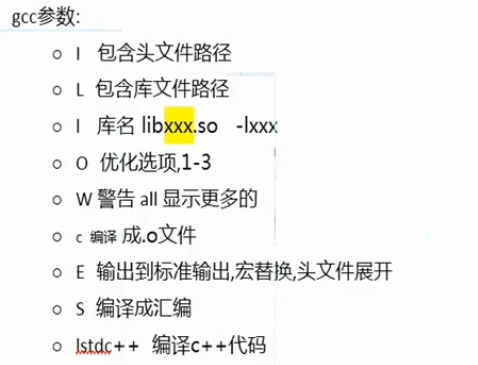 gcc参数:
I 包含头文件路径
L 包含库文件路径
l 库名 libxxx.so -lxxx
O 优化选项,1-3
W 警告 all 显示更多的
c 编译 成.o文件
E 输出到标准输出,宏替换,头文件展开
S 编译成汇编
lstdc++ 编译c++代码